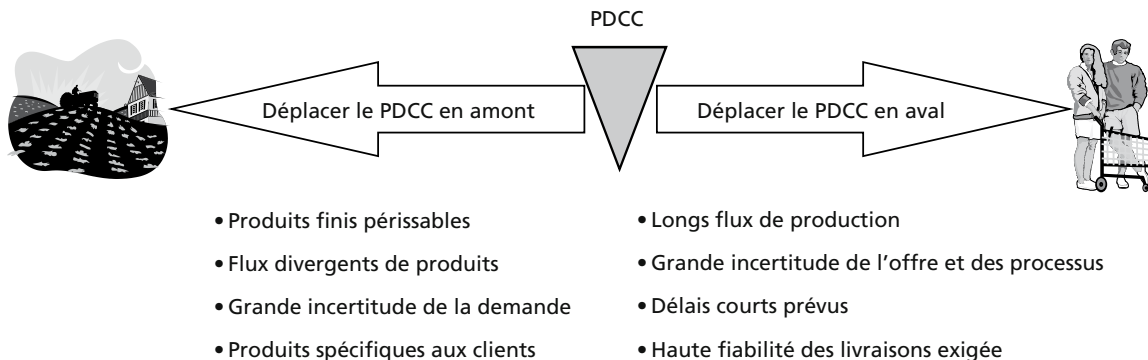 PDCC
Déplacer le PDCC en amont
Déplacer le PDCC en aval
• Produits finis périssables
• Flux divergents de produits
• Grande incertitude de la demande
• Produits spécifiques aux clients
• Longs flux de production
• Grande incertitude de l’offre et des processus
• Délais courts prévus
• Haute fiabilité des livraisons exigée